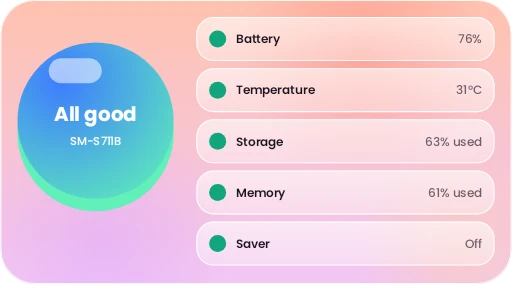 All good
SM-S711B
Battery 76%
Temperature 31°C
Storage 63% used
Memory 61% used
Saver Off